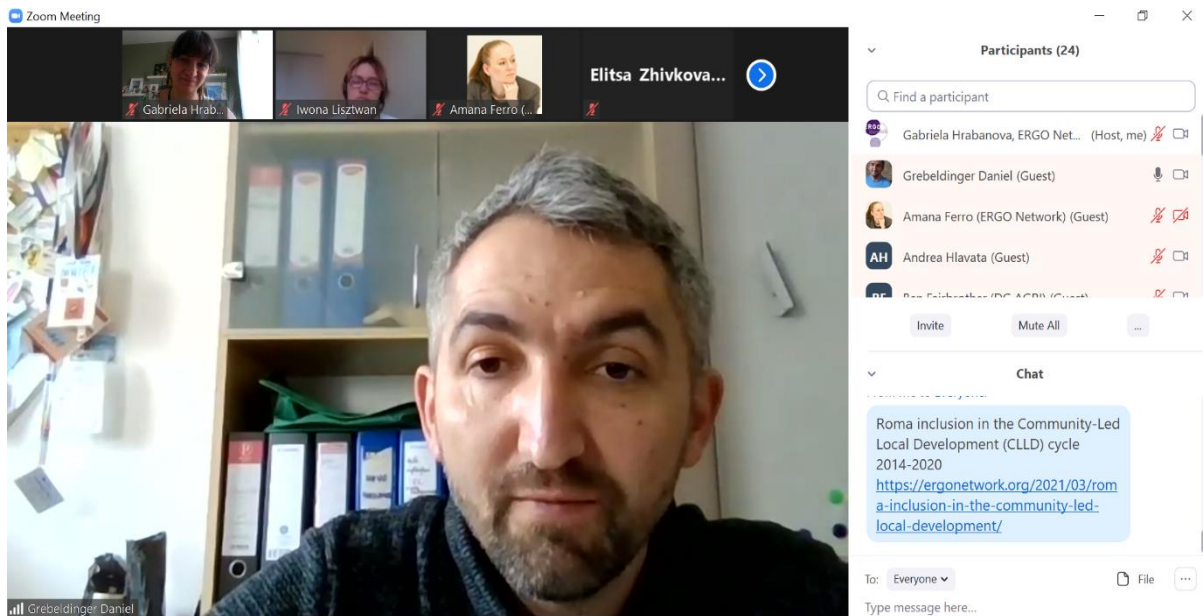 Zoom Meeting
Gabriela Hrab...
Iwona Lisztwan
Amana Ferro (...
Elitsa Zhivkova...
Grebeldinger Daniel
Participants (24)
Find a participant
Gabriela Hrabanova, ERGO Net... (Host, me)
Grebeldinger Daniel (Guest)
Amana Ferro (ERGO Network) (Guest)
AH Andrea Hlavata (Guest)
Invite Mute All ...
Chat
Roma inclusion in the Community-Led
Local Development (CLLD) cycle
2014-2020
https://ergonetwork.org/2021/03/rom
a-inclusion-in-the-community-led-
local-development/
To: Everyone File ...
Type message here...